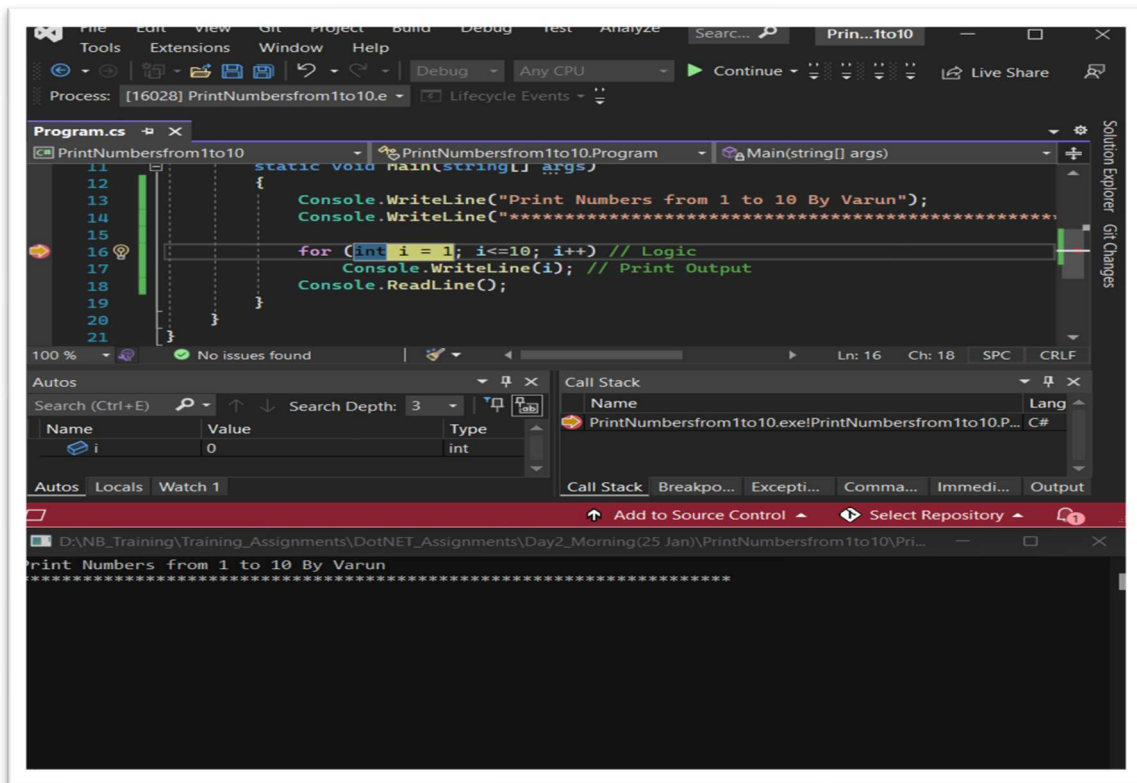 File Edit View Git Project Build Debug Test Analyze Searc... Prin...1to10
Tools Extensions Window Help
Debug Any CPU Continue Live Share
Process: [16028] PrintNumbersfrom1to10.e Lifecycle Events
Program.cs
PrintNumbersfrom1to10 PrintNumbersfrom1to10.Program Main(string[] args)
11 static void Main(string[] args)
12 {
13 Console.WriteLine("Print Numbers from 1 to 10 By Varun");
14 Console.WriteLine("**************************************************
15
16 for (int i = 1; i<=10; i++) // Logic
17 Console.WriteLine(i); // Print Output
18 Console.ReadLine();
19 }
20 }
21 }
Solution Explorer
Git Changes
100 % No issues found Ln: 16 Ch: 18 SPC CRLF
Autos
Search (Ctrl+E) Search Depth: 3
Name Value Type
i 0 int
Autos Locals Watch 1
Call Stack
Name Lang
PrintNumbersfrom1to10.exe!PrintNumbersfrom1to10.P... C#
Call Stack Breakpo... Excepti... Comma... Immedi... Output
Add to Source Control Select Repository 1
D:\NB_Training\Training_Assignments\DotNET_Assignments\Day2_Morning(25 Jan)\PrintNumbersfrom1to10\Pri...
Print Numbers from 1 to 10 By Varun
**********************************************************************